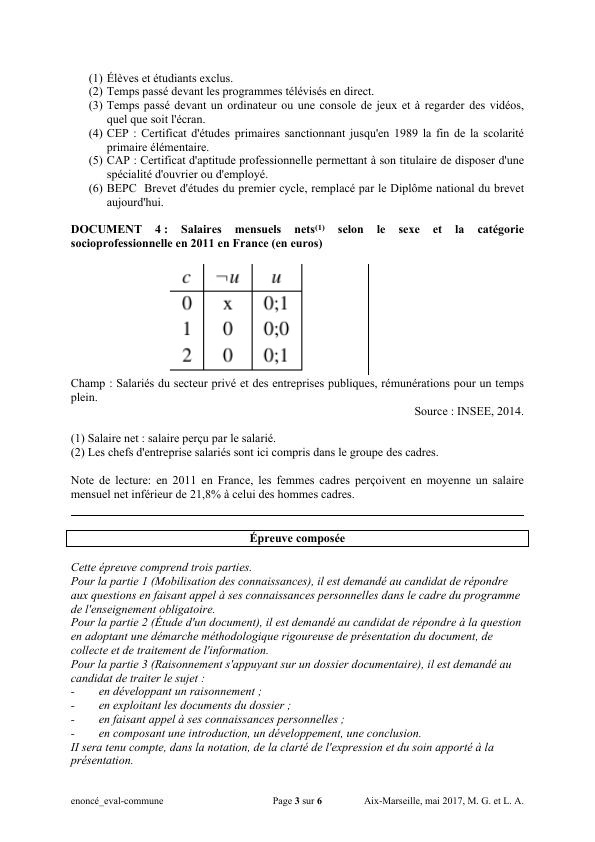 (1) Élèves et étudiants exclus.
(2) Temps passé devant les programmes télévisés en direct.
(3) Temps passé devant un ordinateur ou une console de jeux et à regarder des vidéos,
quel que soit l'écran.
(4) CEP : Certificat d'études primaires sanctionnant jusqu'en 1989 la fin de la scolarité
primaire élémentaire.
(5) CAP : Certificat d'aptitude professionnelle permettant à son titulaire de disposer d'une
spécialité d'ouvrier ou d'employé.
(6) BEPC Brevet d'études du premier cycle, remplacé par le Diplôme national du brevet
aujourd'hui.
DOCUMENT 4 : Salaires mensuels nets(1) selon le sexe et la catégorie
socioprofessionnelle en 2011 en France (en euros)
c ¬u u
0 x 0;1
1 0 0;0
2 0 0;1
Champ : Salariés du secteur privé et des entreprises publiques, rémunérations pour un temps
plein.
Source : INSEE, 2014.
(1) Salaire net : salaire perçu par le salarié.
(2) Les chefs d'entreprise salariés sont ici compris dans le groupe des cadres.
Note de lecture: en 2011 en France, les femmes cadres perçoivent en moyenne un salaire
mensuel net inférieur de 21,8% à celui des hommes cadres.
Épreuve composée
Cette épreuve comprend trois parties.
Pour la partie 1 (Mobilisation des connaissances), il est demandé au candidat de répondre
aux questions en faisant appel à ses connaissances personnelles dans le cadre du programme
de l'enseignement obligatoire.
Pour la partie 2 (Étude d'un document), il est demandé au candidat de répondre à la question
en adoptant une démarche méthodologique rigoureuse de présentation du document, de
collecte et de traitement de l'information.
Pour la partie 3 (Raisonnement s'appuyant sur un dossier documentaire), il est demandé au
candidat de traiter le sujet :
- en développant un raisonnement ;
- en exploitant les documents du dossier ;
- en faisant appel à ses connaissances personnelles ;
- en composant une introduction, un développement, une conclusion.
II sera tenu compte, dans la notation, de la clarté de l'expression et du soin apporté à la
présentation.
enoncé_eval-commune Page 3 sur 6 Aix-Marseille, mai 2017, M. G. et L. A.